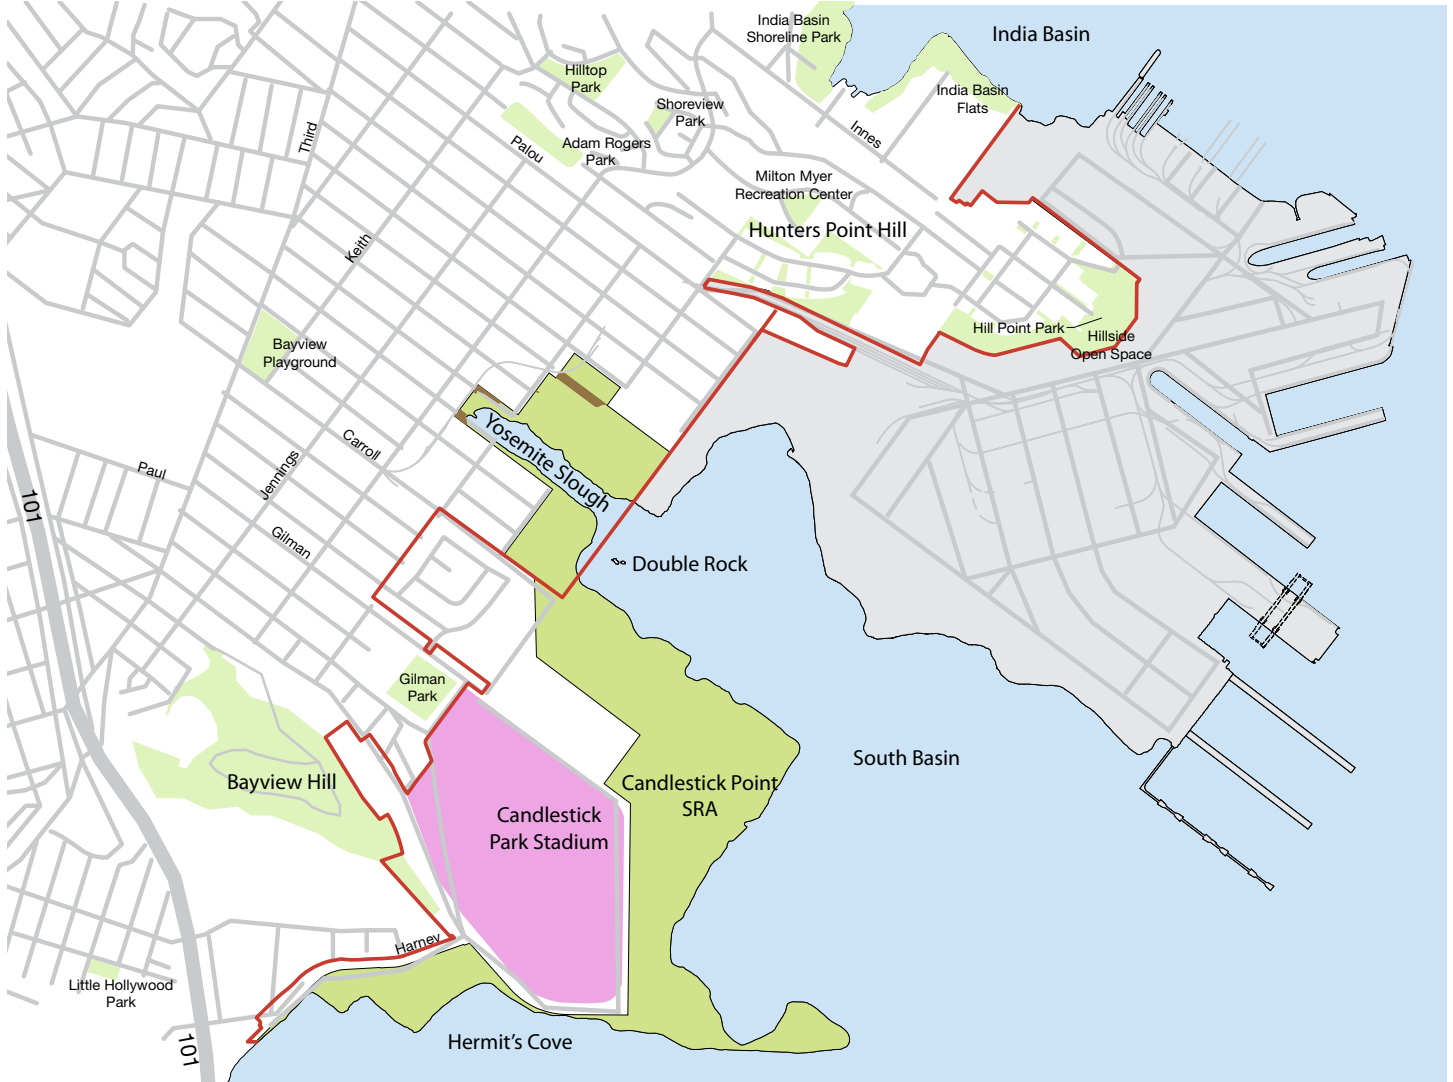 India Basin
Shoreline Park
India Basin
Hilltop
Park
India Basin
Flats
Shoreview
Park
Third
Innes
Palou
Adam Rogers
Park
Milton Myer
Recreation Center
Hunters Point Hill
Keith
Hill Point Park
Hillside
Open Space
Bayview
Playground
Yosemite Slough
Carroll
Paul
Jennings
101
Gilman
Double Rock
Gilman
Park
South Basin
Bayview Hill
Candlestick Point
SRA
Candlestick
Park Stadium
Harney
Little Hollywood
Park
101
Hermit's Cove